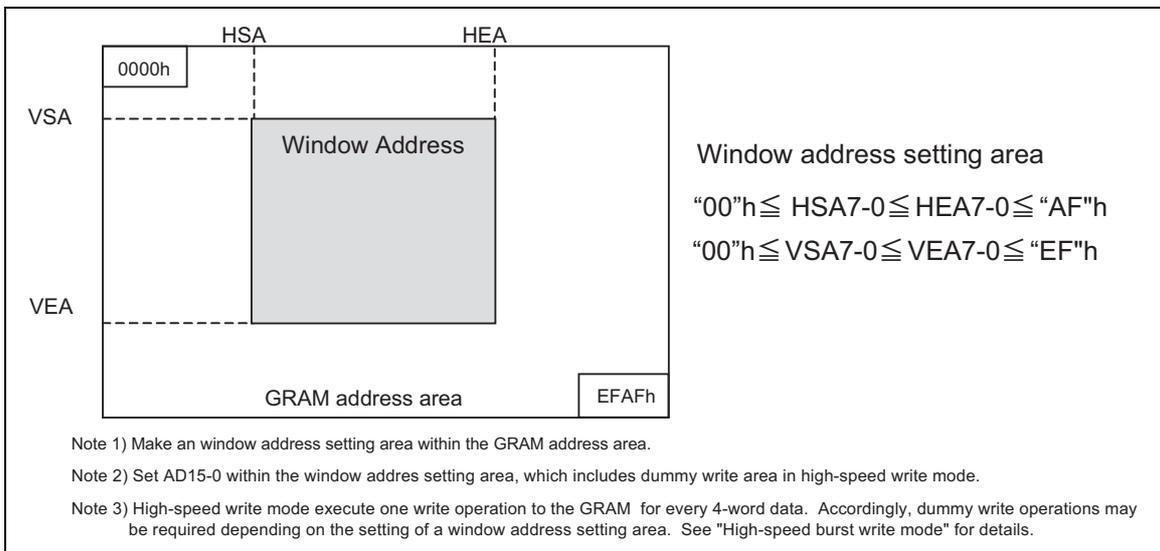 HSA HEA
0000h
VSA
Window Address
Window address setting area
“00”h≦ HSA7-0≦HEA7-0≦“AF"h
“00”h≦VSA7-0≦VEA7-0≦“EF"h
VEA
GRAM address area
EFAFh
Note 1) Make an window address setting area within the GRAM address area.
Note 2) Set AD15-0 within the window addres setting area, which includes dummy write area in high-speed write mode.
Note 3) High-speed write mode execute one write operation to the GRAM for every 4-word data. Accordingly, dummy write operations may
be required depending on the setting of a window address setting area. See "High-speed burst write mode" for details.